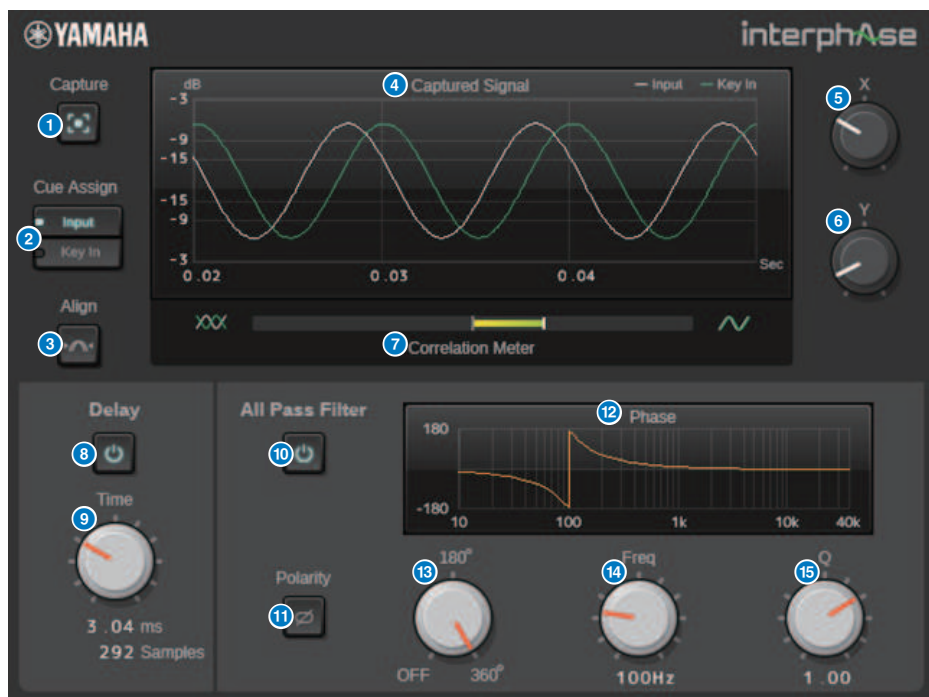 YAMAHA
interphase
Capture
1
Cue Assign
Input
Key In
2
Align
3
dB
4 Captured Signal
Input
Key In
-3
-9
-15
-15
-9
-3
0.02
0.03
0.04
Sec
7 Correlation Meter
X
5
Y
6
Delay
8
Time
9
3.04 ms
292 Samples
All Pass Filter
10
Polarity
11
12 Phase
180
-180
10
100
1k
10k
40k
13
180°
OFF
360°
Freq
14
100Hz
Q
15
1.00